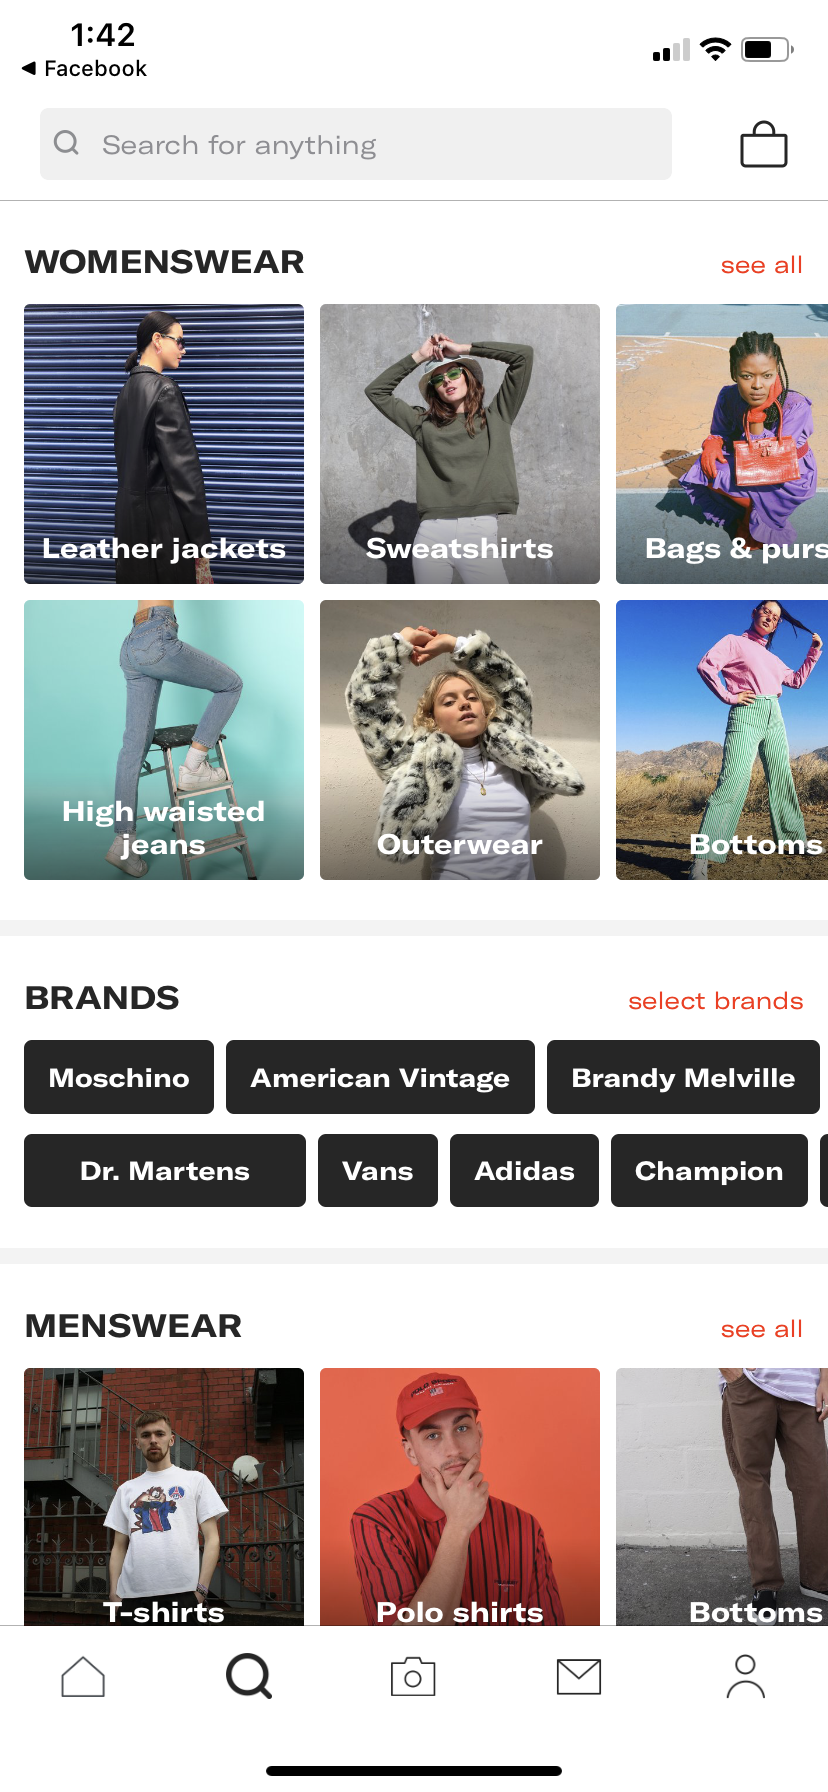 1:42
◀ Facebook
Search for anything
WOMENSWEAR
see all
Leather jackets
Sweatshirts
Bags & purs
High waisted
jeans
Outerwear
Bottoms
BRANDS
select brands
Moschino
American Vintage
Brandy Melville
Dr. Martens
Vans
Adidas
Champion
MENSWEAR
see all
T-shirts
Polo shirts
Bottoms